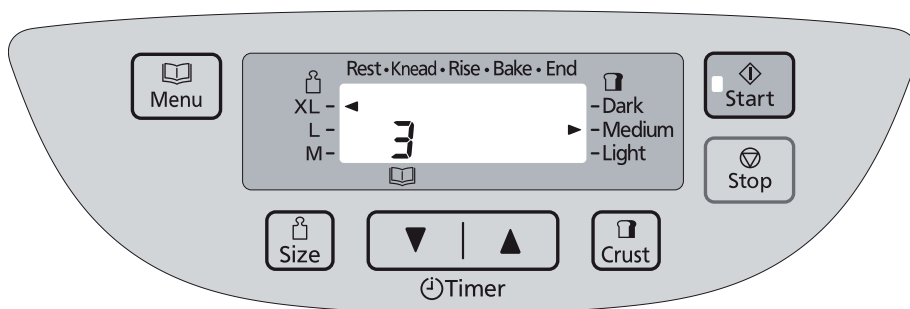 Rest • Knead • Rise • Bake • End
Menu
XL –
L –
M –
3
– Dark
– Medium
– Light
Start
Stop
Size
Timer
Crust